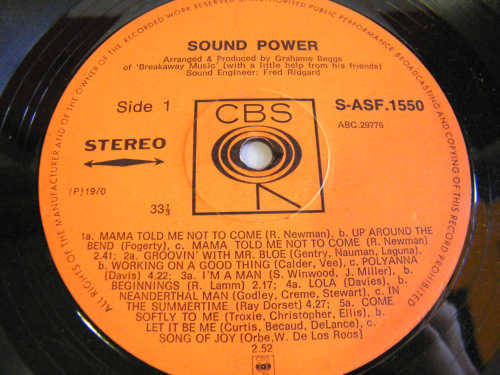 ALL RIGHTS OF THE MANUFACTURER AND OF THE OWNER OF THE RECORDED WORK RESERVED. UNAUTHORISED PUBLIC PERFORMANCE, BROADCASTING AND COPYING OF THIS RECORD PROHIBITED
SOUND POWER
Arranged & Produced by Grahame Beggs
of 'Breakaway Music' (with a little help from his friends)
Sound Engineer: Fred Ridgard
Side 1
CBS
S-ASF.1550
ABC.29776
STEREO
(P)1970
33⅓
1a. MAMA TOLD ME NOT TO COME (R. Newman), b. UP AROUND THE
BEND (Fogerty), c. MAMA TOLD ME NOT TO COME (R. Newman)
2.41; 2a. GROOVIN' WITH MR. BLOE (Gentry, Nauman, Laguna)
b. WORKING ON A GOOD THING (Calder, Vee), c. POLYANNA
(Davis) 4.22; 3a. I'M A MAN (S. Winwood, J. Miller), b.
BEGINNINGS (R. Lamm) 2.17; 4a. LOLA (Davies), b.
NEANDERTHAL MAN (Godley, Creme, Stewart), c. IN
THE SUMMERTIME (Ray Dorset) 4.27; 5a. COME
SOFTLY TO ME (Troxie, Christopher, Ellis), b.
LET IT BE ME (Curtis, Becaud, DeLance), c.
SONG OF JOY (Orbe, W. De Los Roos)
2.52
CBS